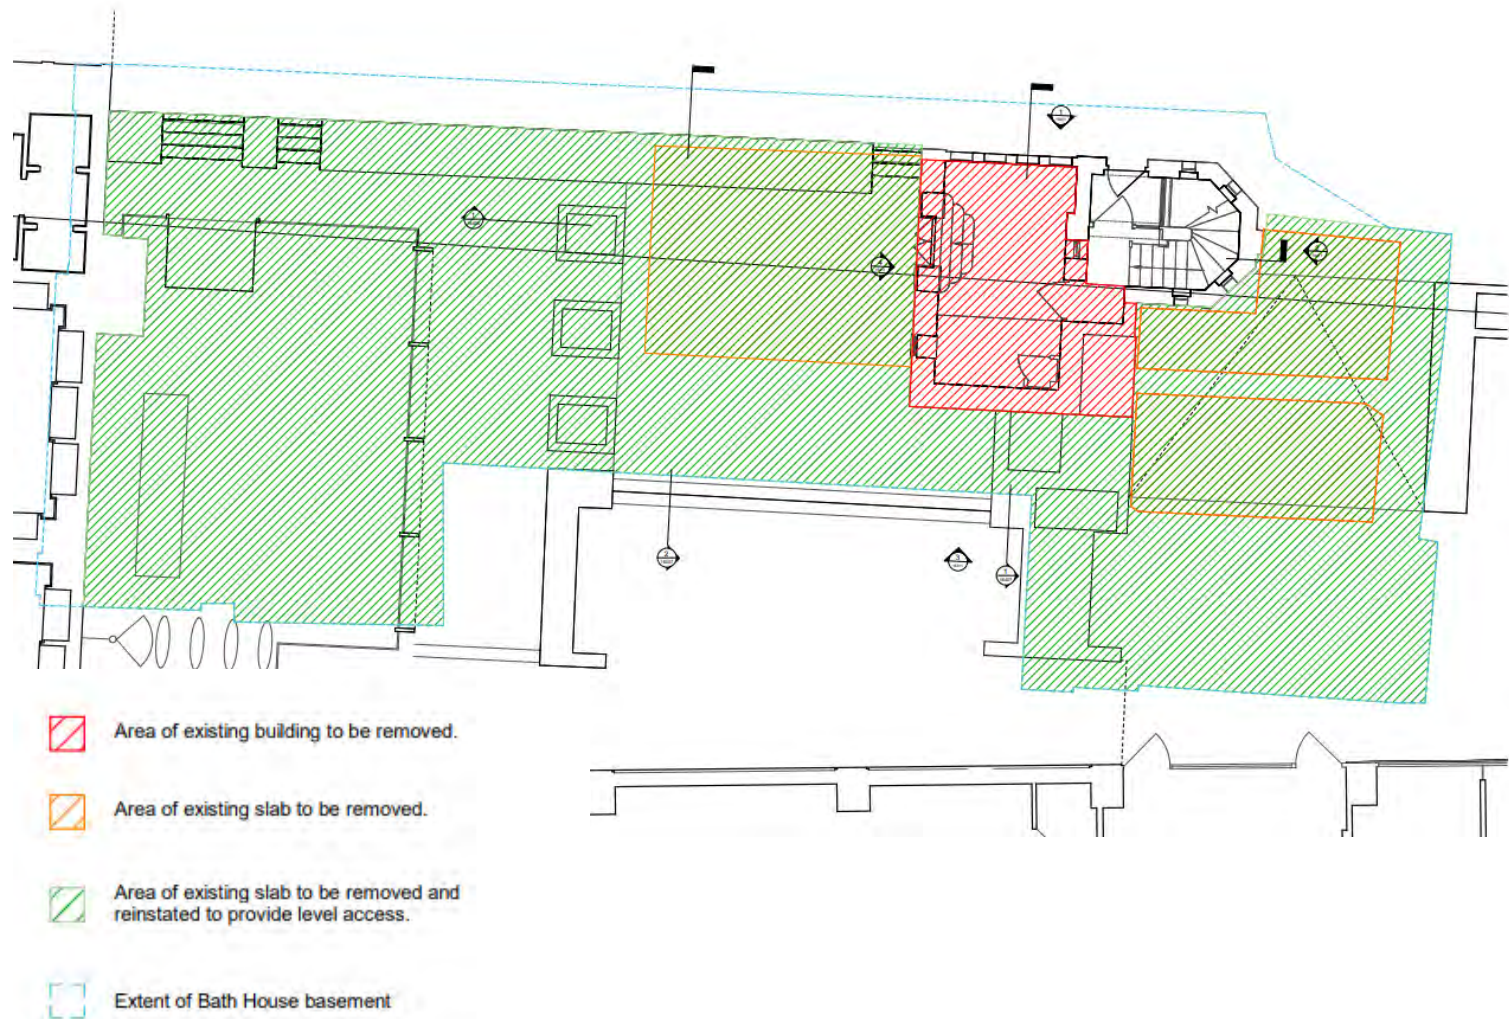 Area of existing building to be removed.
Area of existing slab to be removed.
Area of existing slab to be removed and
reinstated to provide level access.
Extent of Bath House basement